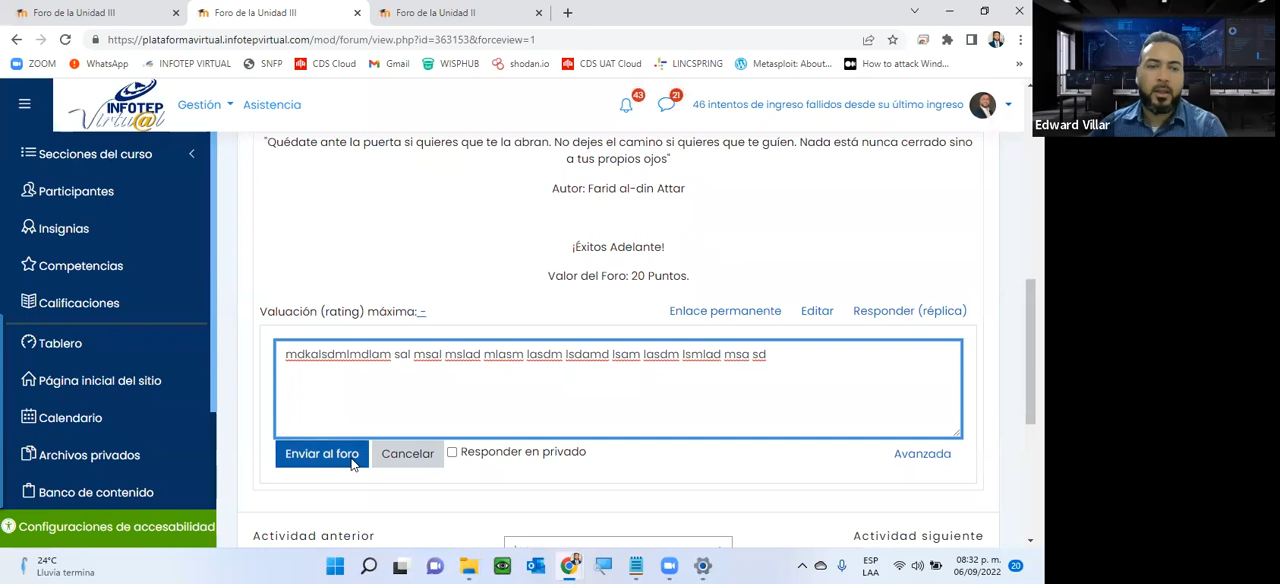 Foro de la Unidad III
Foro de la Unidad III
Foro de la Unidad II
https://plataformavirtual.infotepvirtual.com/mod/forum/view.php?id=363153&forceview=1
ZOOM WhatsApp INFOTEP VIRTUAL SNFP CDS Cloud Gmail WISPHUB shodan.io CDS UAT Cloud LINCSPRING Metasploit: About... How to attack Wind... »
INFOTEP
Virtu@l
Gestión Asistencia
43 21 46 intentos de ingreso fallidos desde su último ingreso
Edward Villar
Secciones del curso
Participantes
Insignias
Competencias
Calificaciones
Tablero
Página inicial del sitio
Calendario
Archivos privados
Banco de contenido
Configuraciones de accesabilidad
"Quédate ante la puerta si quieres que te la abran. No dejes el camino si quieres que te guíen. Nada está nunca cerrado sino
a tus propios ojos"
Autor: Farid al-din Attar
¡Éxitos Adelante!
Valor del Foro: 20 Puntos.
Valuación (rating) máxima: -
Enlace permanente Editar Responder (réplica)
mdkalsdmlmdlam sal msal mslad mlasm lasdm lsdamd lsam lasdm lsmlad msa sd
Enviar al foro Cancelar Responder en privado Avanzada
Actividad anterior Actividad siguiente
24°C
Lluvia termina
ESP
LAA
08:32 p. m.
06/09/2022
20